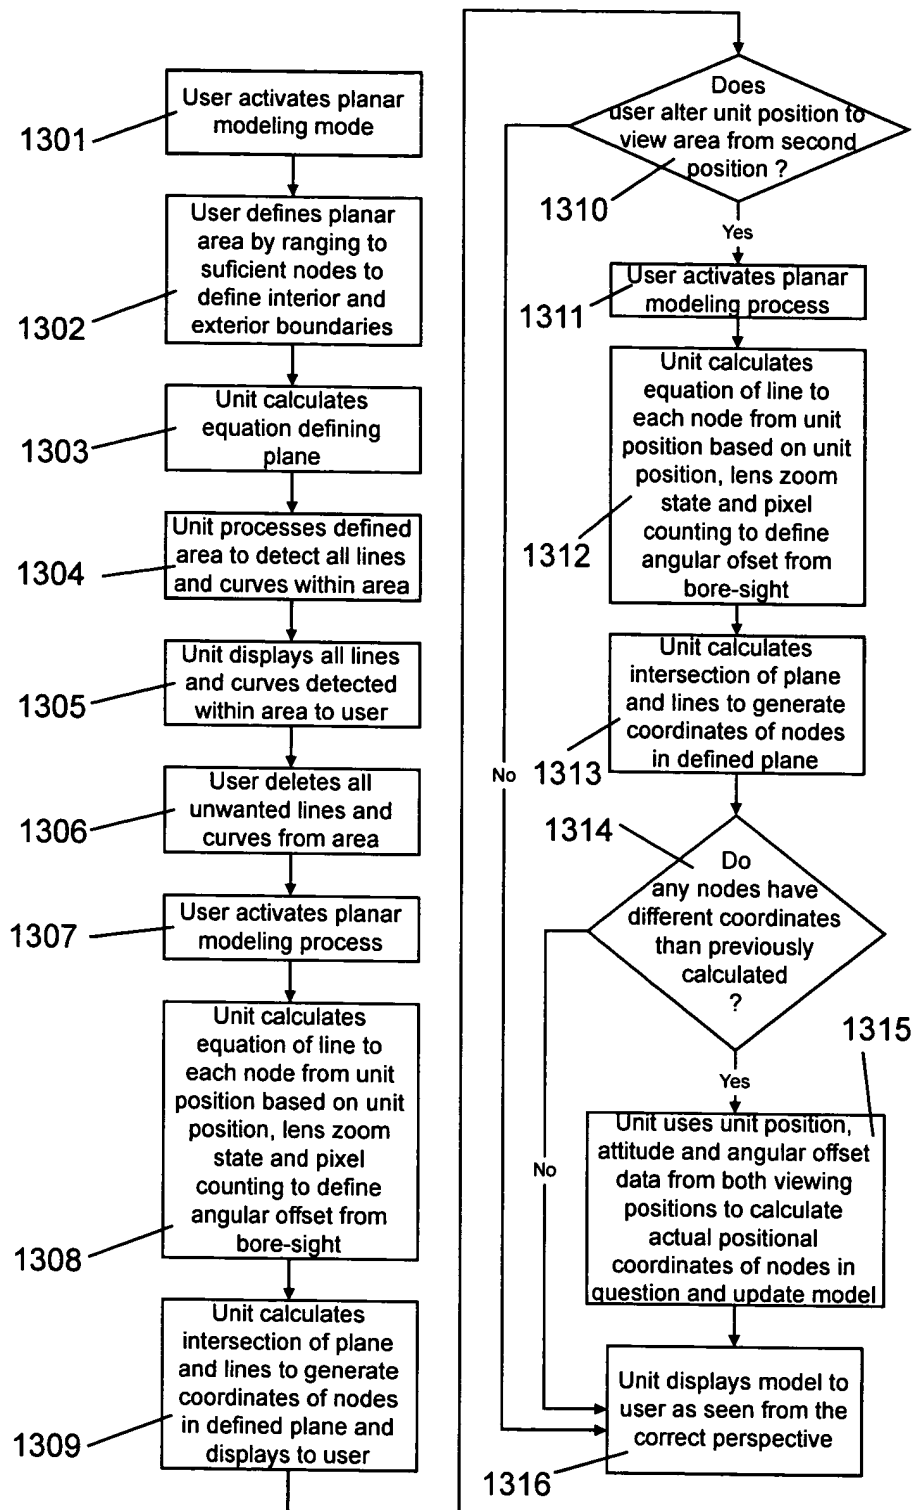 User activates planar
modeling mode
1301
User defines planar
area by ranging to
suficient nodes to
define interior and
exterior boundaries
1302
Unit calculates
equation defining
plane
1303
Unit processes defined
area to detect all lines
and curves within area
1304
Unit displays all lines
and curves detected
within area to user
1305
User deletes all
unwanted lines and
curves from area
1306
User activates planar
modeling process
1307
Unit calculates
equation of line to
each node from unit
position based on unit
position, lens zoom
state and pixel
counting to define
angular offset from
bore-sight
1308
Unit calculates
intersection of plane
and lines to generate
coordinates of nodes
in defined plane and
displays to user
1309
Does
user alter unit position to
view area from second
position ?
1310
Yes
No
User activates planar
modeling process
1311
Unit calculates
equation of line to
each node from unit
position based on unit
position, lens zoom
state and pixel
counting to define
angular ofset from
bore-sight
1312
Unit calculates
intersection of plane
and lines to generate
coordinates of nodes
in defined plane
1313
1314
Do
any nodes have
different coordinates
than previously
calculated
?
Yes
No
1315
Unit uses unit position,
attitude and angular offset
data from both viewing
positions to calculate
actual positional
coordinates of nodes in
question and update model
Unit displays model to
user as seen from the
correct perspective
1316